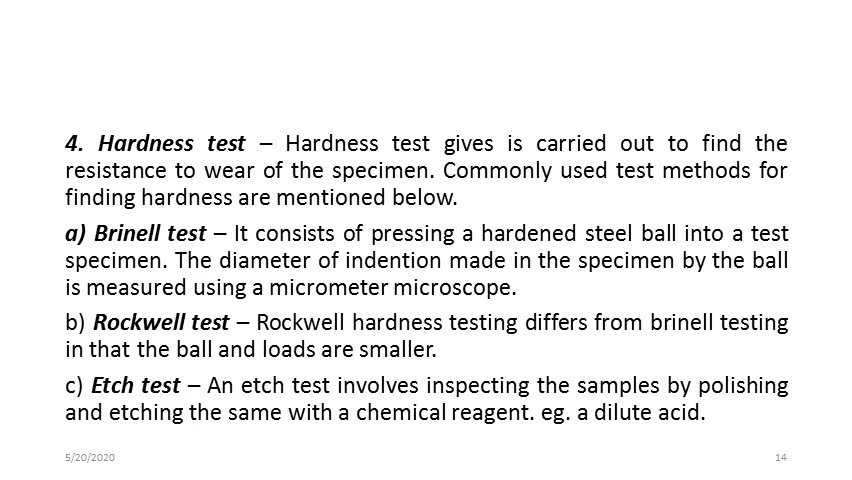 4. Hardness test – Hardness test gives is carried out to find the
resistance to wear of the specimen. Commonly used test methods for
finding hardness are mentioned below.
a) Brinell test – It consists of pressing a hardened steel ball into a test
specimen. The diameter of indention made in the specimen by the ball
is measured using a micrometer microscope.
b) Rockwell test – Rockwell hardness testing differs from brinell testing
in that the ball and loads are smaller.
c) Etch test – An etch test involves inspecting the samples by polishing
and etching the same with a chemical reagent. eg. a dilute acid.
5/20/2020
14